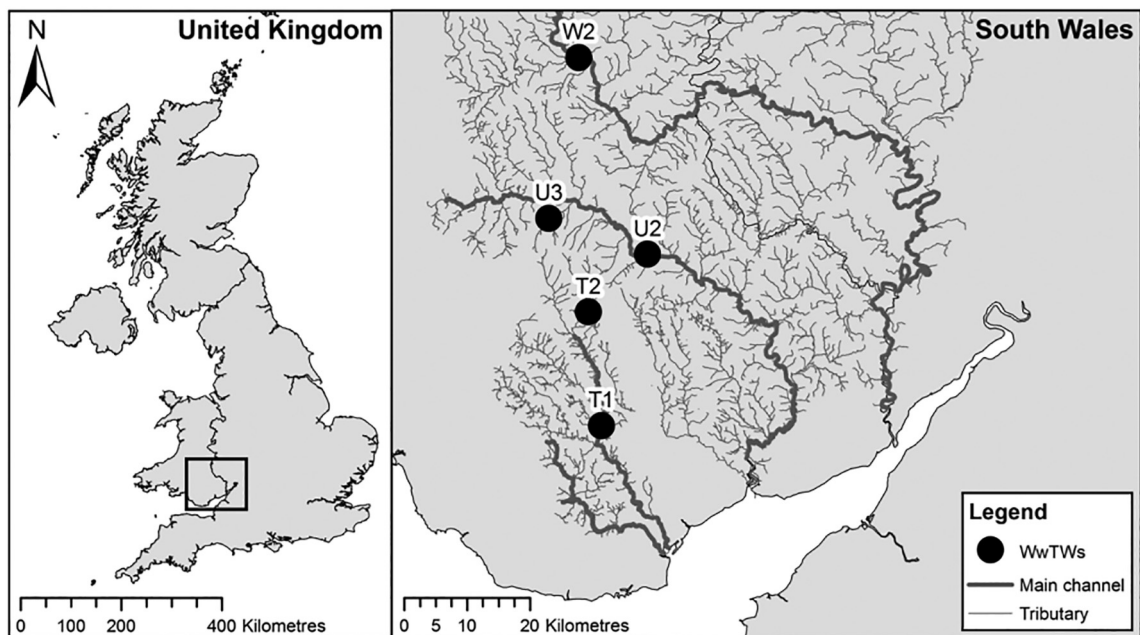 United Kingdom
N
0 100 200 400 Kilometres
South Wales
W2
U3
U2
T2
T1
0 5 10 20 Kilometres
Legend
WwTWs
Main channel
Tributary